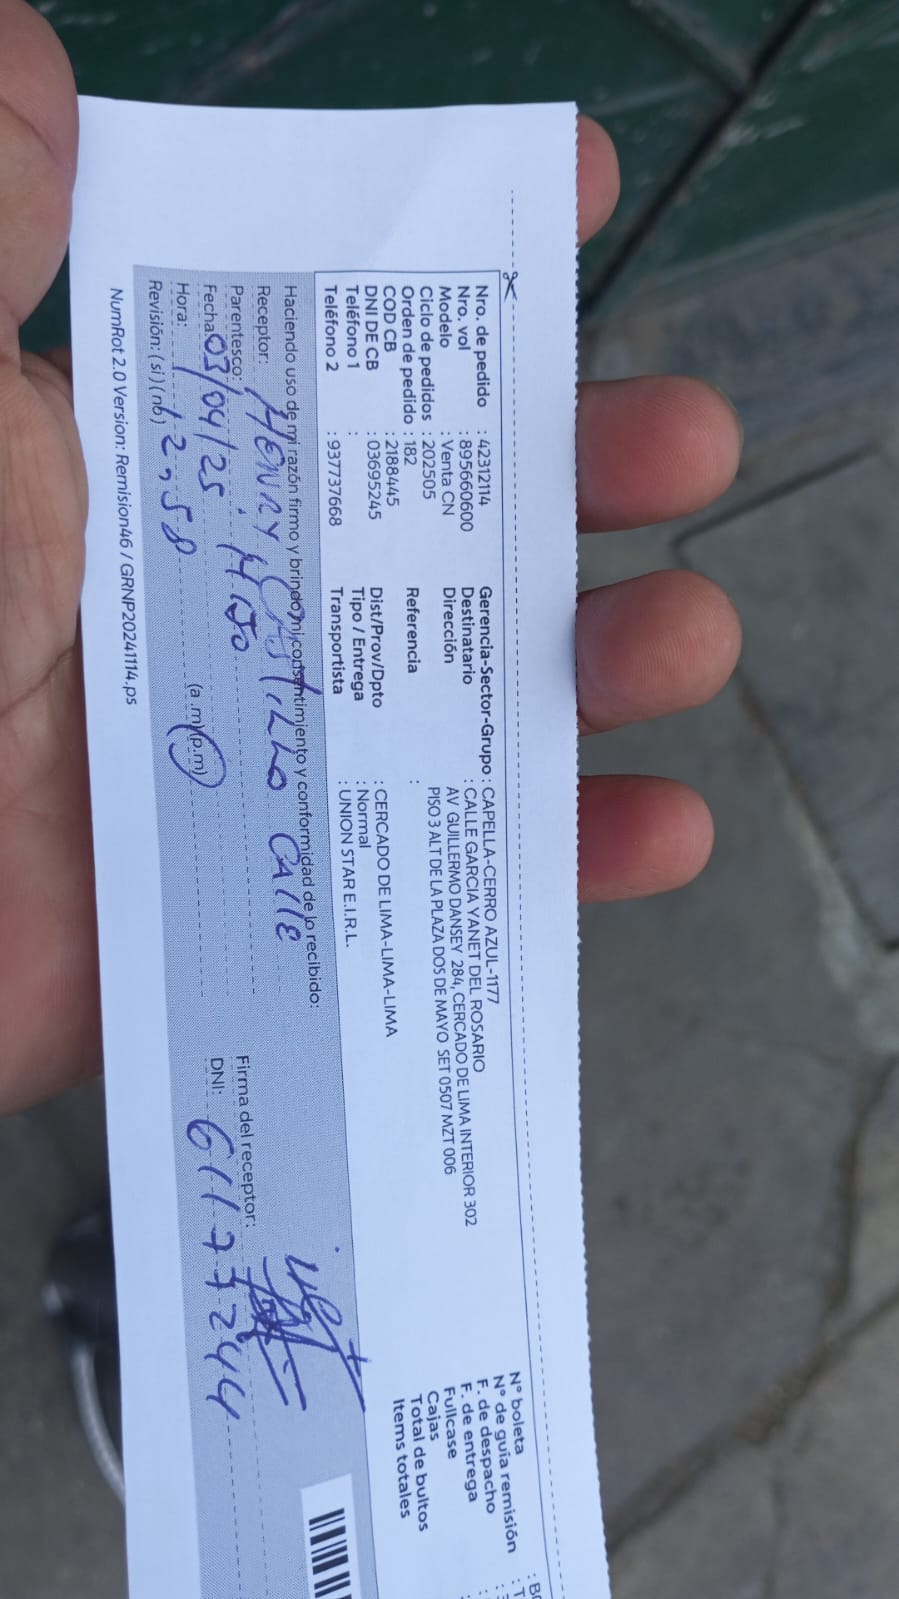 Nro. de pedido : 42312114
Nro. vol : 895660600
Modelo : Venta CN
Ciclo de pedidos : 202505
Orden de pedido : 182
COD CB : 2188445
DNI DE CB : 03695245
Teléfono 1 :
Teléfono 2 : 937737668
Gerencia-Sector-Grupo : CAPELLA-CERRO AZUL-1177
Destinatario : CALLE GARCIA YANET DEL ROSARIO
Dirección AV GUILLERMO DANSEY 284, CERCADO DE LIMA INTERIOR 302
PISO 3 ALT DE LA PLAZA DOS DE MAYO SET 0507 MZT 006
Referencia :
Dist/Prov/Dpto : CERCADO DE LIMA-LIMA-LIMA
Tipo / Entrega : Normal
Transportista : UNION STAR E.I.R.L.
N° boleta
N° de guía remisión
F. de despacho
F. de entrega
Fullcase
Cajas
Total de bultos
Items totales
Haciendo uso de mi razón firmo y brindo mi consentimiento y conformidad de lo recibido:
Receptor: HENRY CASTILLO CALLE
Parentesco: HIJO
Fecha: 03/04/25
Hora: 12:58 (a.m) (p.m)
Revisión: (si) (no)
Firma del receptor:
DNI: 61177244
NumRot 2.0 Version: Remision46 / GRNP20241114.ps